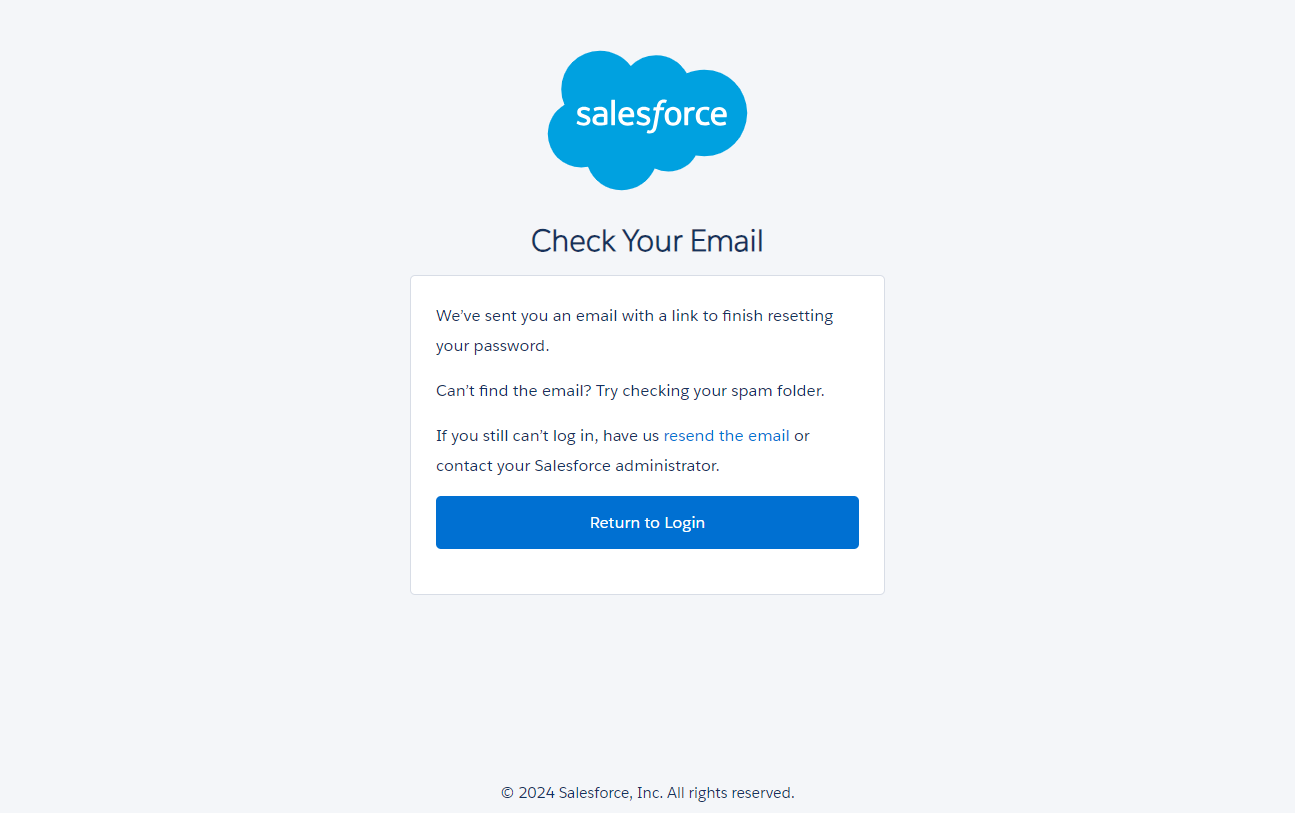 salesforce
Check Your Email
We’ve sent you an email with a link to finish resetting
your password.
Can’t find the email? Try checking your spam folder.
If you still can’t log in, have us resend the email or
contact your Salesforce administrator.
Return to Login
© 2024 Salesforce, Inc. All rights reserved.